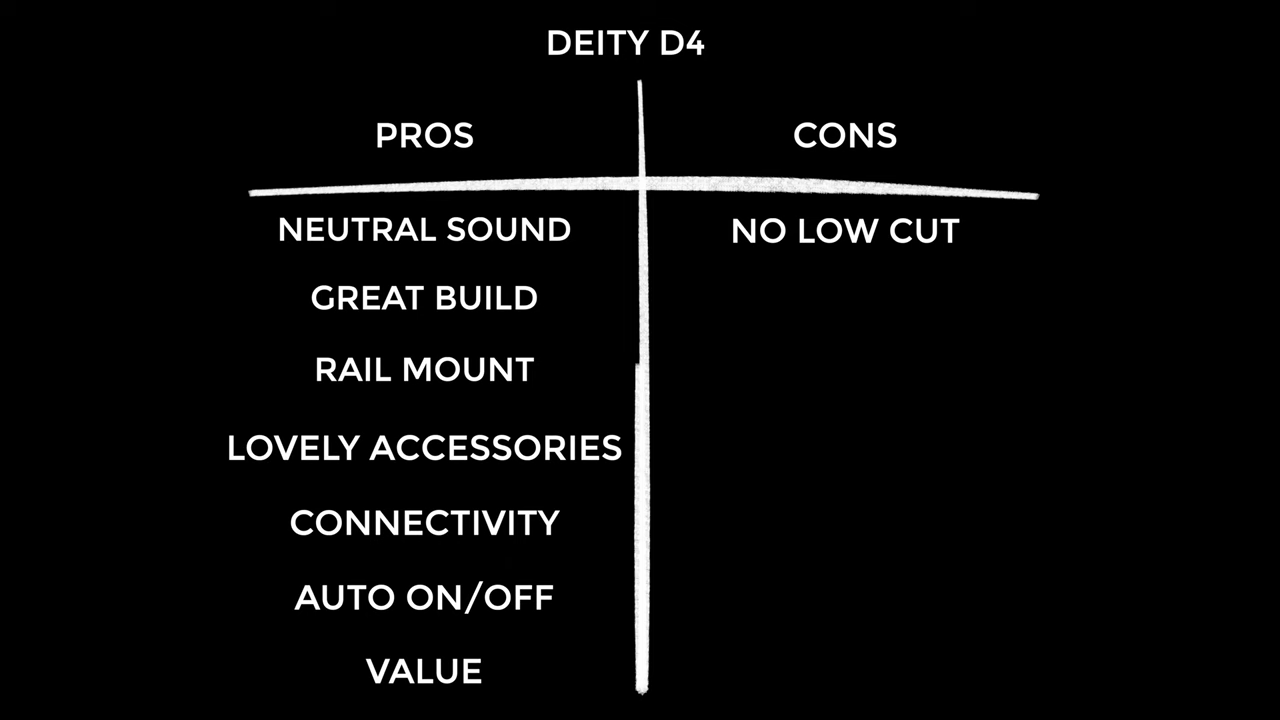 DEITY D4
PROS
CONS
NEUTRAL SOUND
NO LOW CUT
GREAT BUILD
RAIL MOUNT
LOVELY ACCESSORIES
CONNECTIVITY
AUTO ON/OFF
VALUE